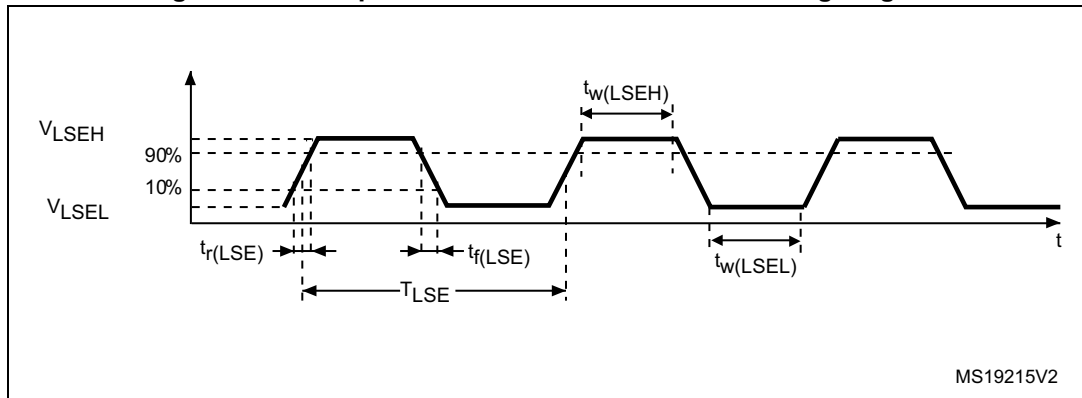 tw(LSEH)
VLSEH
90%
10%
VLSEL
tr(LSE)
tf(LSE)
tw(LSEL)
t
TLSE
MS19215V2